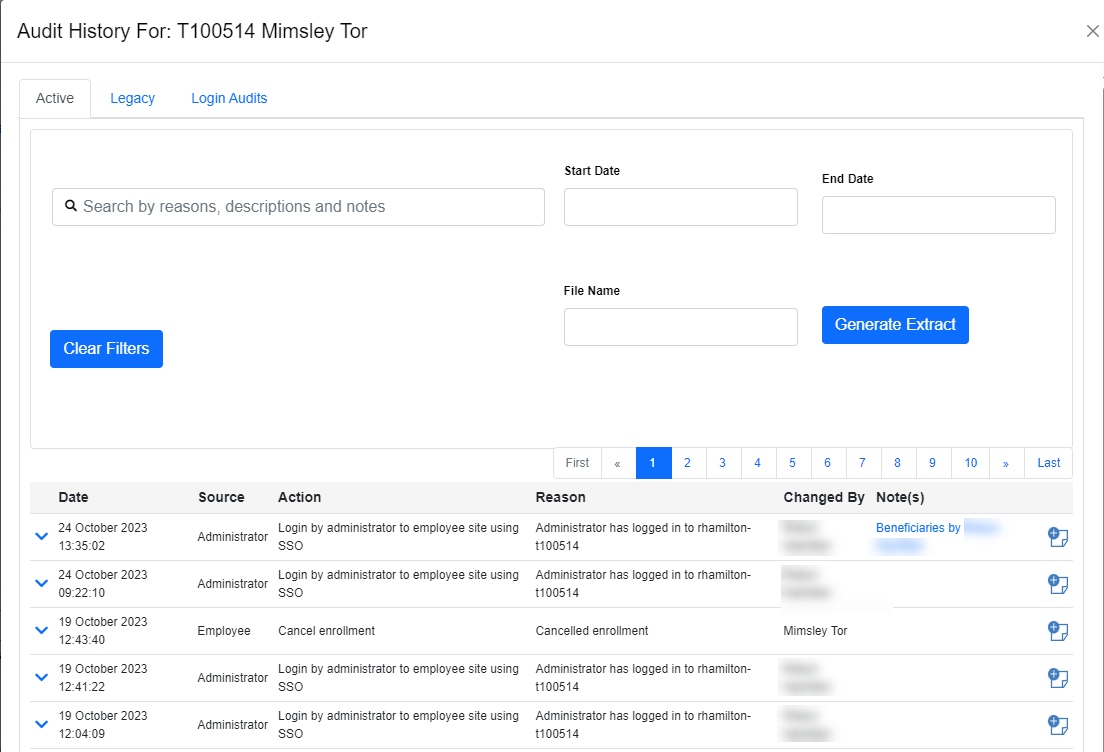 Audit History For: T100514 Mimsley Tor
Active Legacy Login Audits
Start Date
End Date
Search by reasons, descriptions and notes
File Name
Generate Extract
Clear Filters
First « 1 2 3 4 5 6 7 8 9 10 » Last
Date Source Action Reason Changed By Note(s)
24 October 2023
13:35:02
Administrator
Login by administrator to employee site using
SSO
Administrator has logged in to rhamilton-
t100514
Beneficiaries by
24 October 2023
09:22:10
Administrator
Login by administrator to employee site using
SSO
Administrator has logged in to rhamilton-
t100514
19 October 2023
12:43:40
Employee
Cancel enrollment
Cancelled enrollment
Mimsley Tor
19 October 2023
12:41:22
Administrator
Login by administrator to employee site using
SSO
Administrator has logged in to rhamilton-
t100514
19 October 2023
12:04:09
Administrator
Login by administrator to employee site using
SSO
Administrator has logged in to rhamilton-
t100514